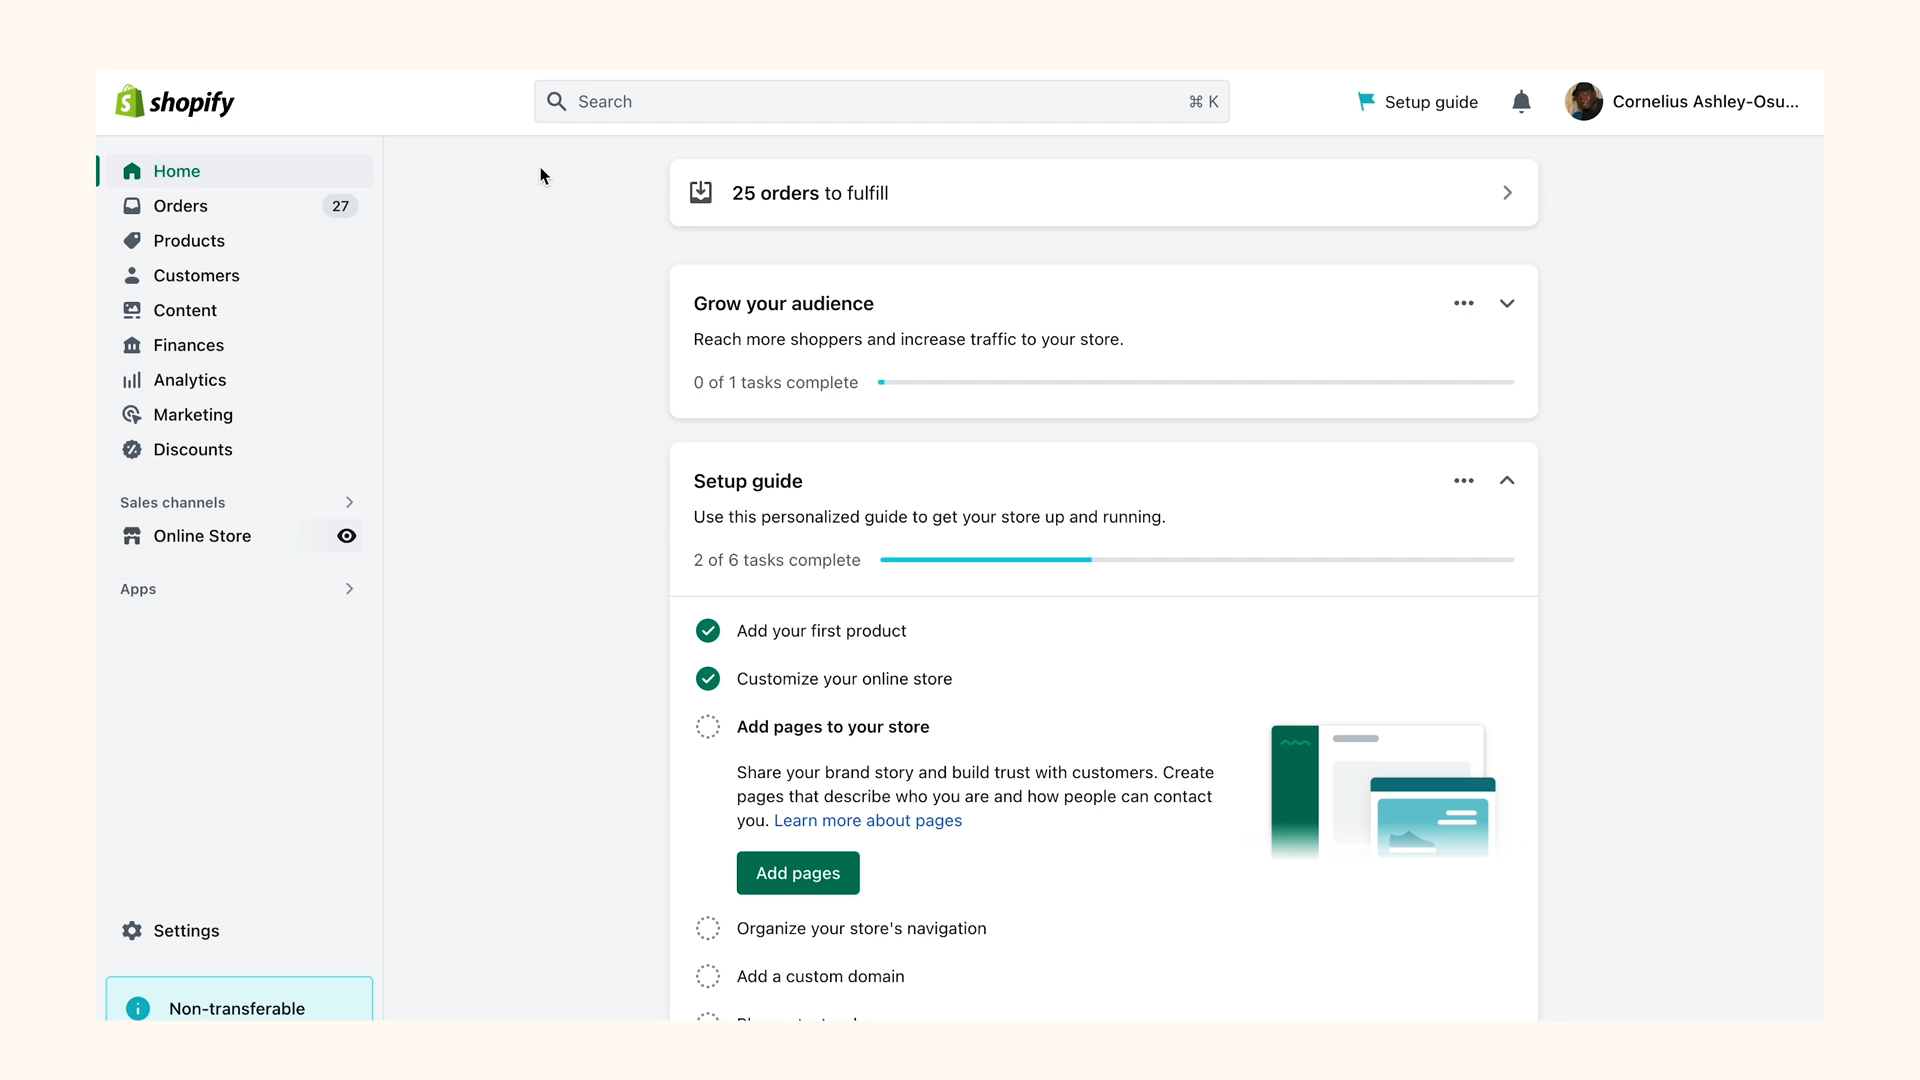 shopify
Search
⌘ K
Setup guide
Cornelius Ashley-Osu...
Home
Orders
27
Products
Customers
Content
Finances
Analytics
Marketing
Discounts
Sales channels
Online Store
Apps
Settings
Non-transferable
25 orders to fulfill
Grow your audience
Reach more shoppers and increase traffic to your store.
0 of 1 tasks complete
Setup guide
Use this personalized guide to get your store up and running.
2 of 6 tasks complete
Add your first product
Customize your online store
Add pages to your store
Share your brand story and build trust with customers. Create
pages that describe who you are and how people can contact
you. Learn more about pages
Add pages
Organize your store's navigation
Add a custom domain